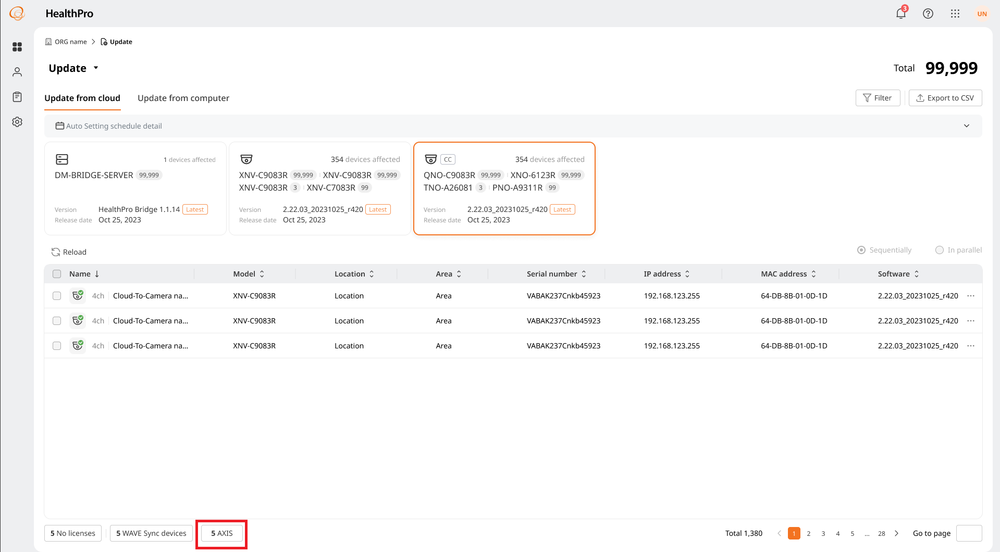 HealthPro
3
UN
ORG name > Update
Update
Total 99,999
Update from cloud
Update from computer
Filter
Export to CSV
Auto Setting schedule detail
1 devices affected
DM-BRIDGE-SERVER 99,999
Version HealthPro Bridge 1.1.14 Latest
Release date Oct 25, 2023
354 devices affected
XNV-C9083R 99,999 XNV-C9083R 99,999
XNV-C9083R 3 XNV-C7083R 99
Version 2.22.03_20231025_r420 Latest
Release date Oct 25, 2023
CC 354 devices affected
QNO-C9083R 99,999 XNO-6123R 99,999
TNO-A26081 3 PNO-A9311R 99
Version 2.22.03_20231025_r420 Latest
Release date Oct 25, 2023
Reload
Sequentially
In parallel
Name Model Location Area Serial number IP address MAC address Software
4ch Cloud-To-Camera na... XNV-C9083R Location Area VABAK237Cnkb45923 192.168.123.255 64-DB-8B-01-0D-1D 2.22.03_20231025_r420 ...
4ch Cloud-To-Camera na... XNV-C9083R Location Area VABAK237Cnkb45923 192.168.123.255 64-DB-8B-01-0D-1D 2.22.03_20231025_r420 ...
4ch Cloud-To-Camera na... XNV-C9083R Location Area VABAK237Cnkb45923 192.168.123.255 64-DB-8B-01-0D-1D 2.22.03_20231025_r420 ...
5 No licenses
5 WAVE Sync devices
5 AXIS
Total 1,380 < 1 2 3 4 5 ... 28 > Go to page